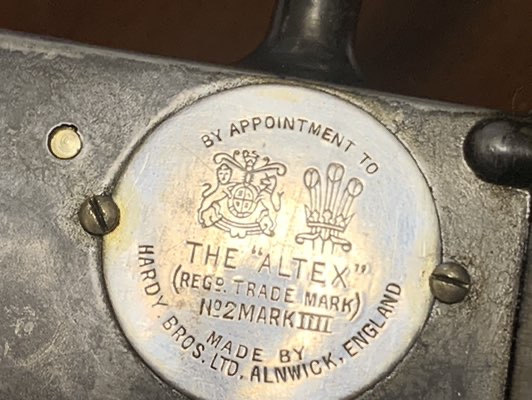 BY APPOINTMENT TO
THE "ALTEX"
(REGD. TRADE MARK)
No2 MARK IIII
MADE BY
HARDY. BROS. LTD, ALNWICK, ENGLAND